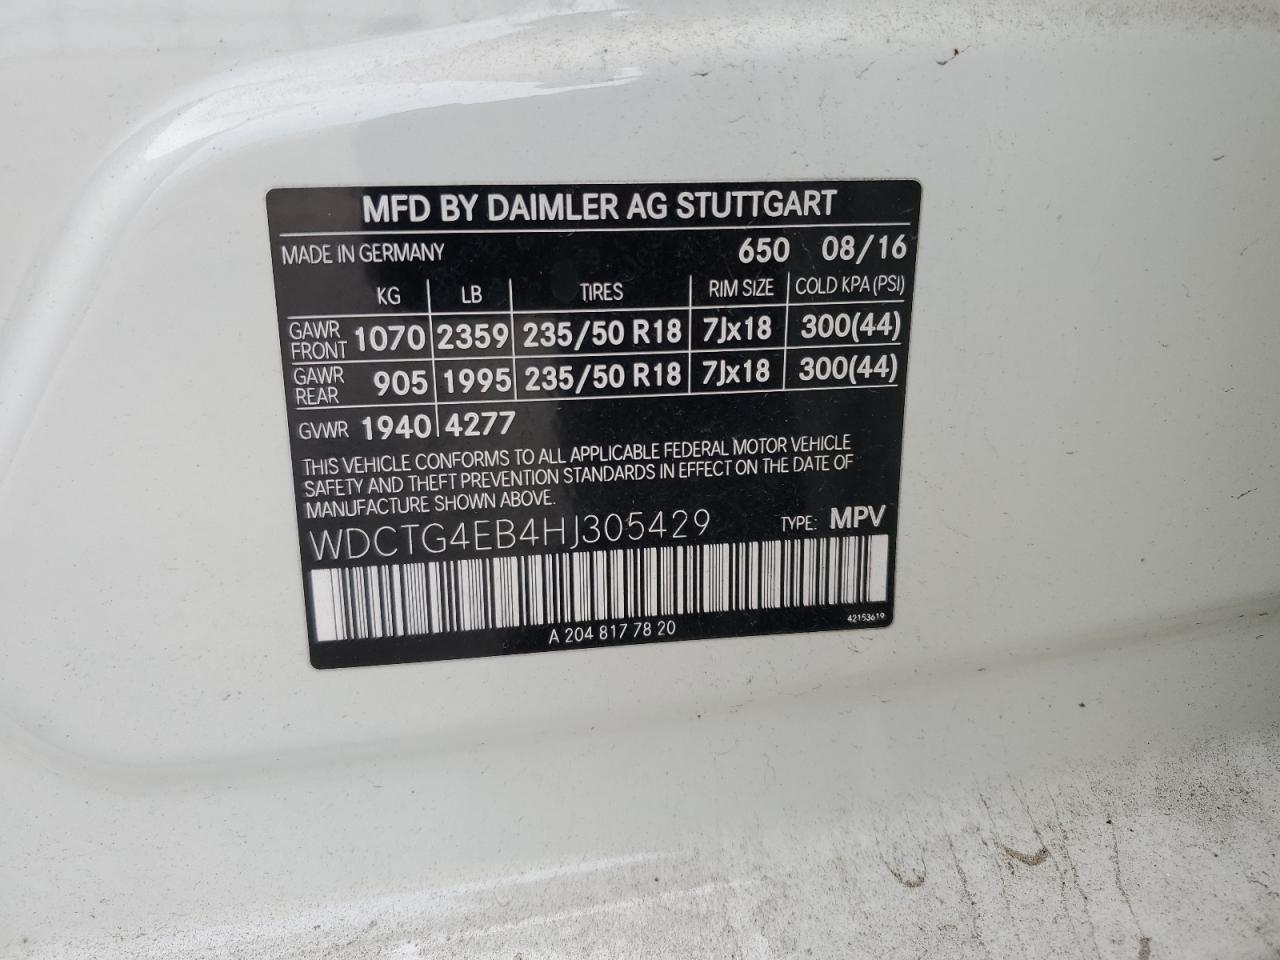 MFD BY DAIMLER AG STUTTGART
MADE IN GERMANY 650 08/16
KG LB TIRES RIM SIZE COLD KPA (PSI)
GAWR FRONT 1070 2359 235/50 R18 7Jx18 300(44)
GAWR REAR 905 1995 235/50 R18 7Jx18 300(44)
GVWR 1940 4277
THIS VEHICLE CONFORMS TO ALL APPLICABLE FEDERAL MOTOR VEHICLE
SAFETY AND THEFT PREVENTION STANDARDS IN EFFECT ON THE DATE OF
MANUFACTURE SHOWN ABOVE.
WDCTG4EB4HJ305429 TYPE: MPV
A 204 817 78 20 42153619